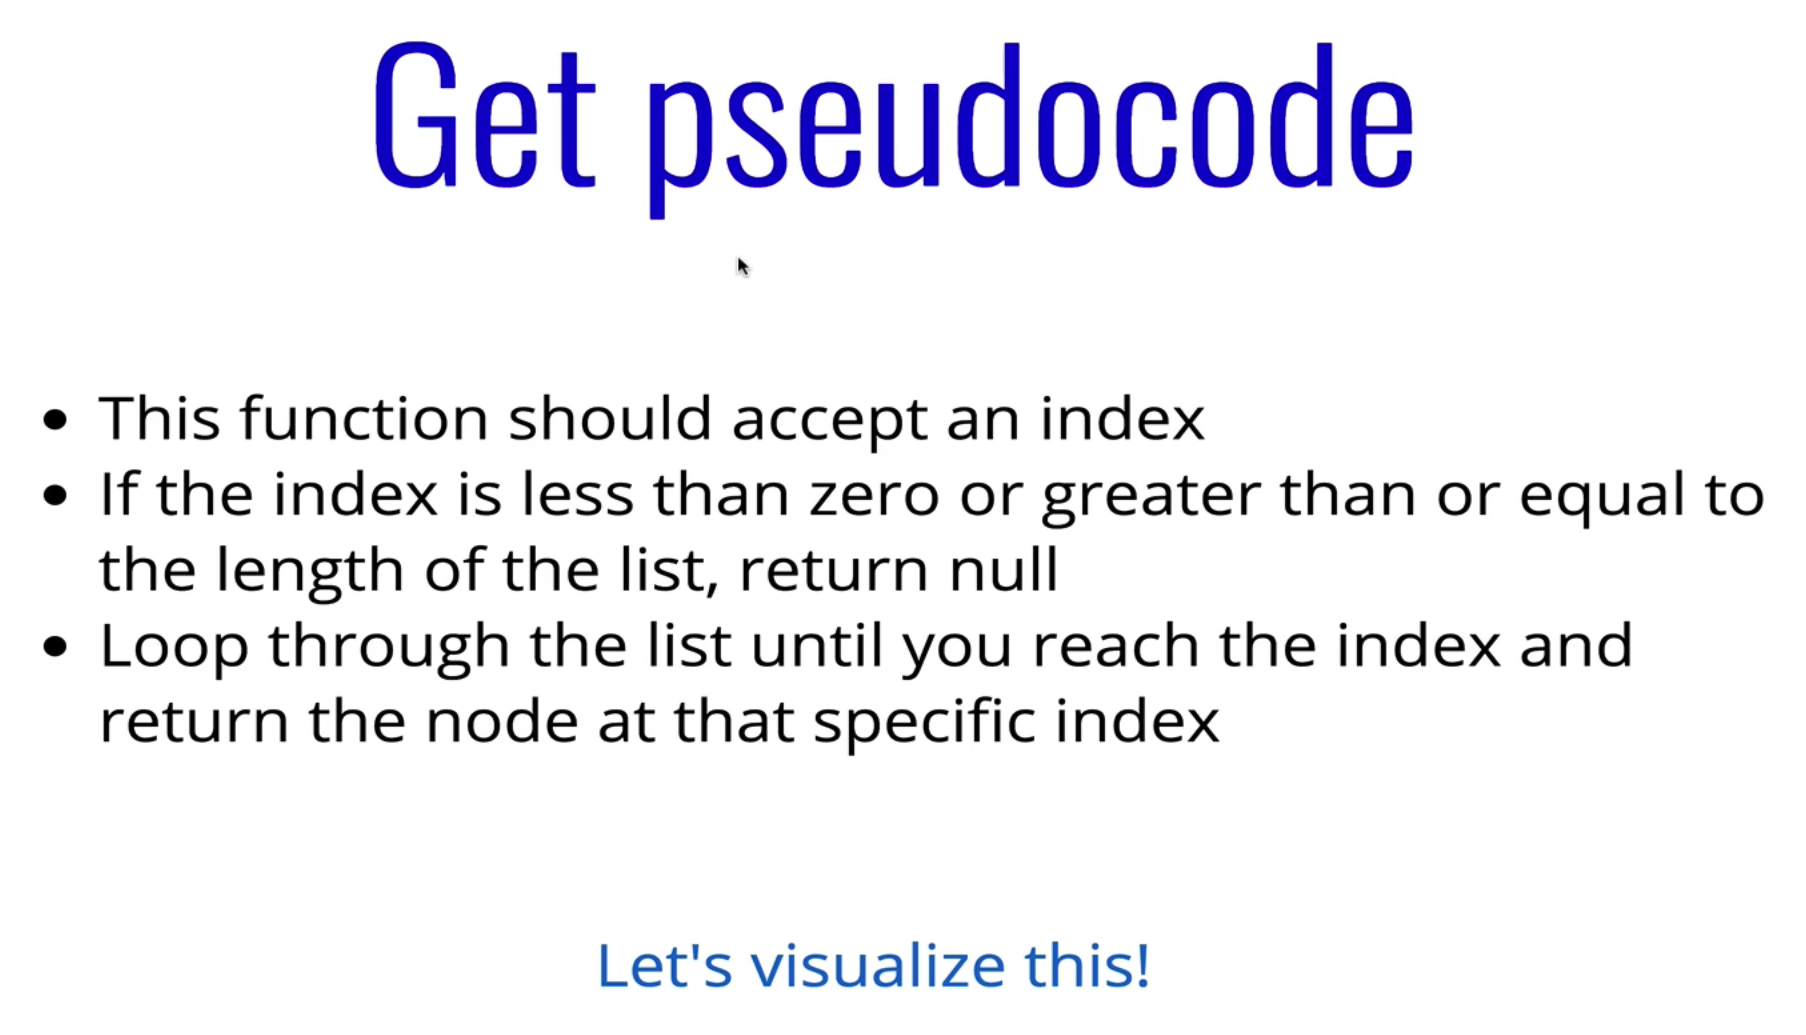 Get pseudocode
• This function should accept an index
• If the index is less than zero or greater than or equal to
the length of the list, return null
• Loop through the list until you reach the index and
return the node at that specific index
Let's visualize this!